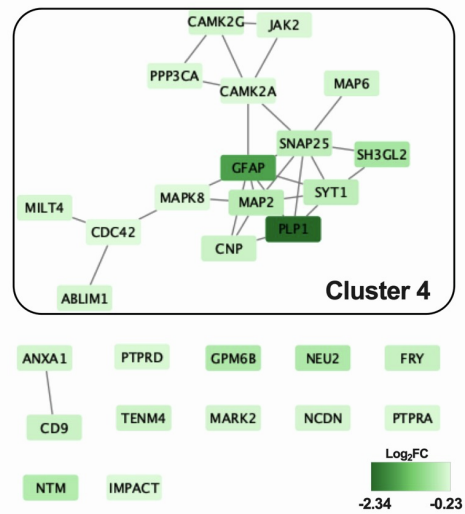 CAMK2G
JAK2
PPP3CA
CAMK2A
MAP6
SNAP25
SH3GL2
GFAP
MAPK8
MAP2
SYT1
MILT4
CDC42
PLP1
CNP
ABLIM1
Cluster 4
ANXA1
PTPRD
GPM6B
NEU2
FRY
CD9
TENM4
MARK2
NCDN
PTPRA
NTM
IMPACT
Log2FC
-2.34
-0.23